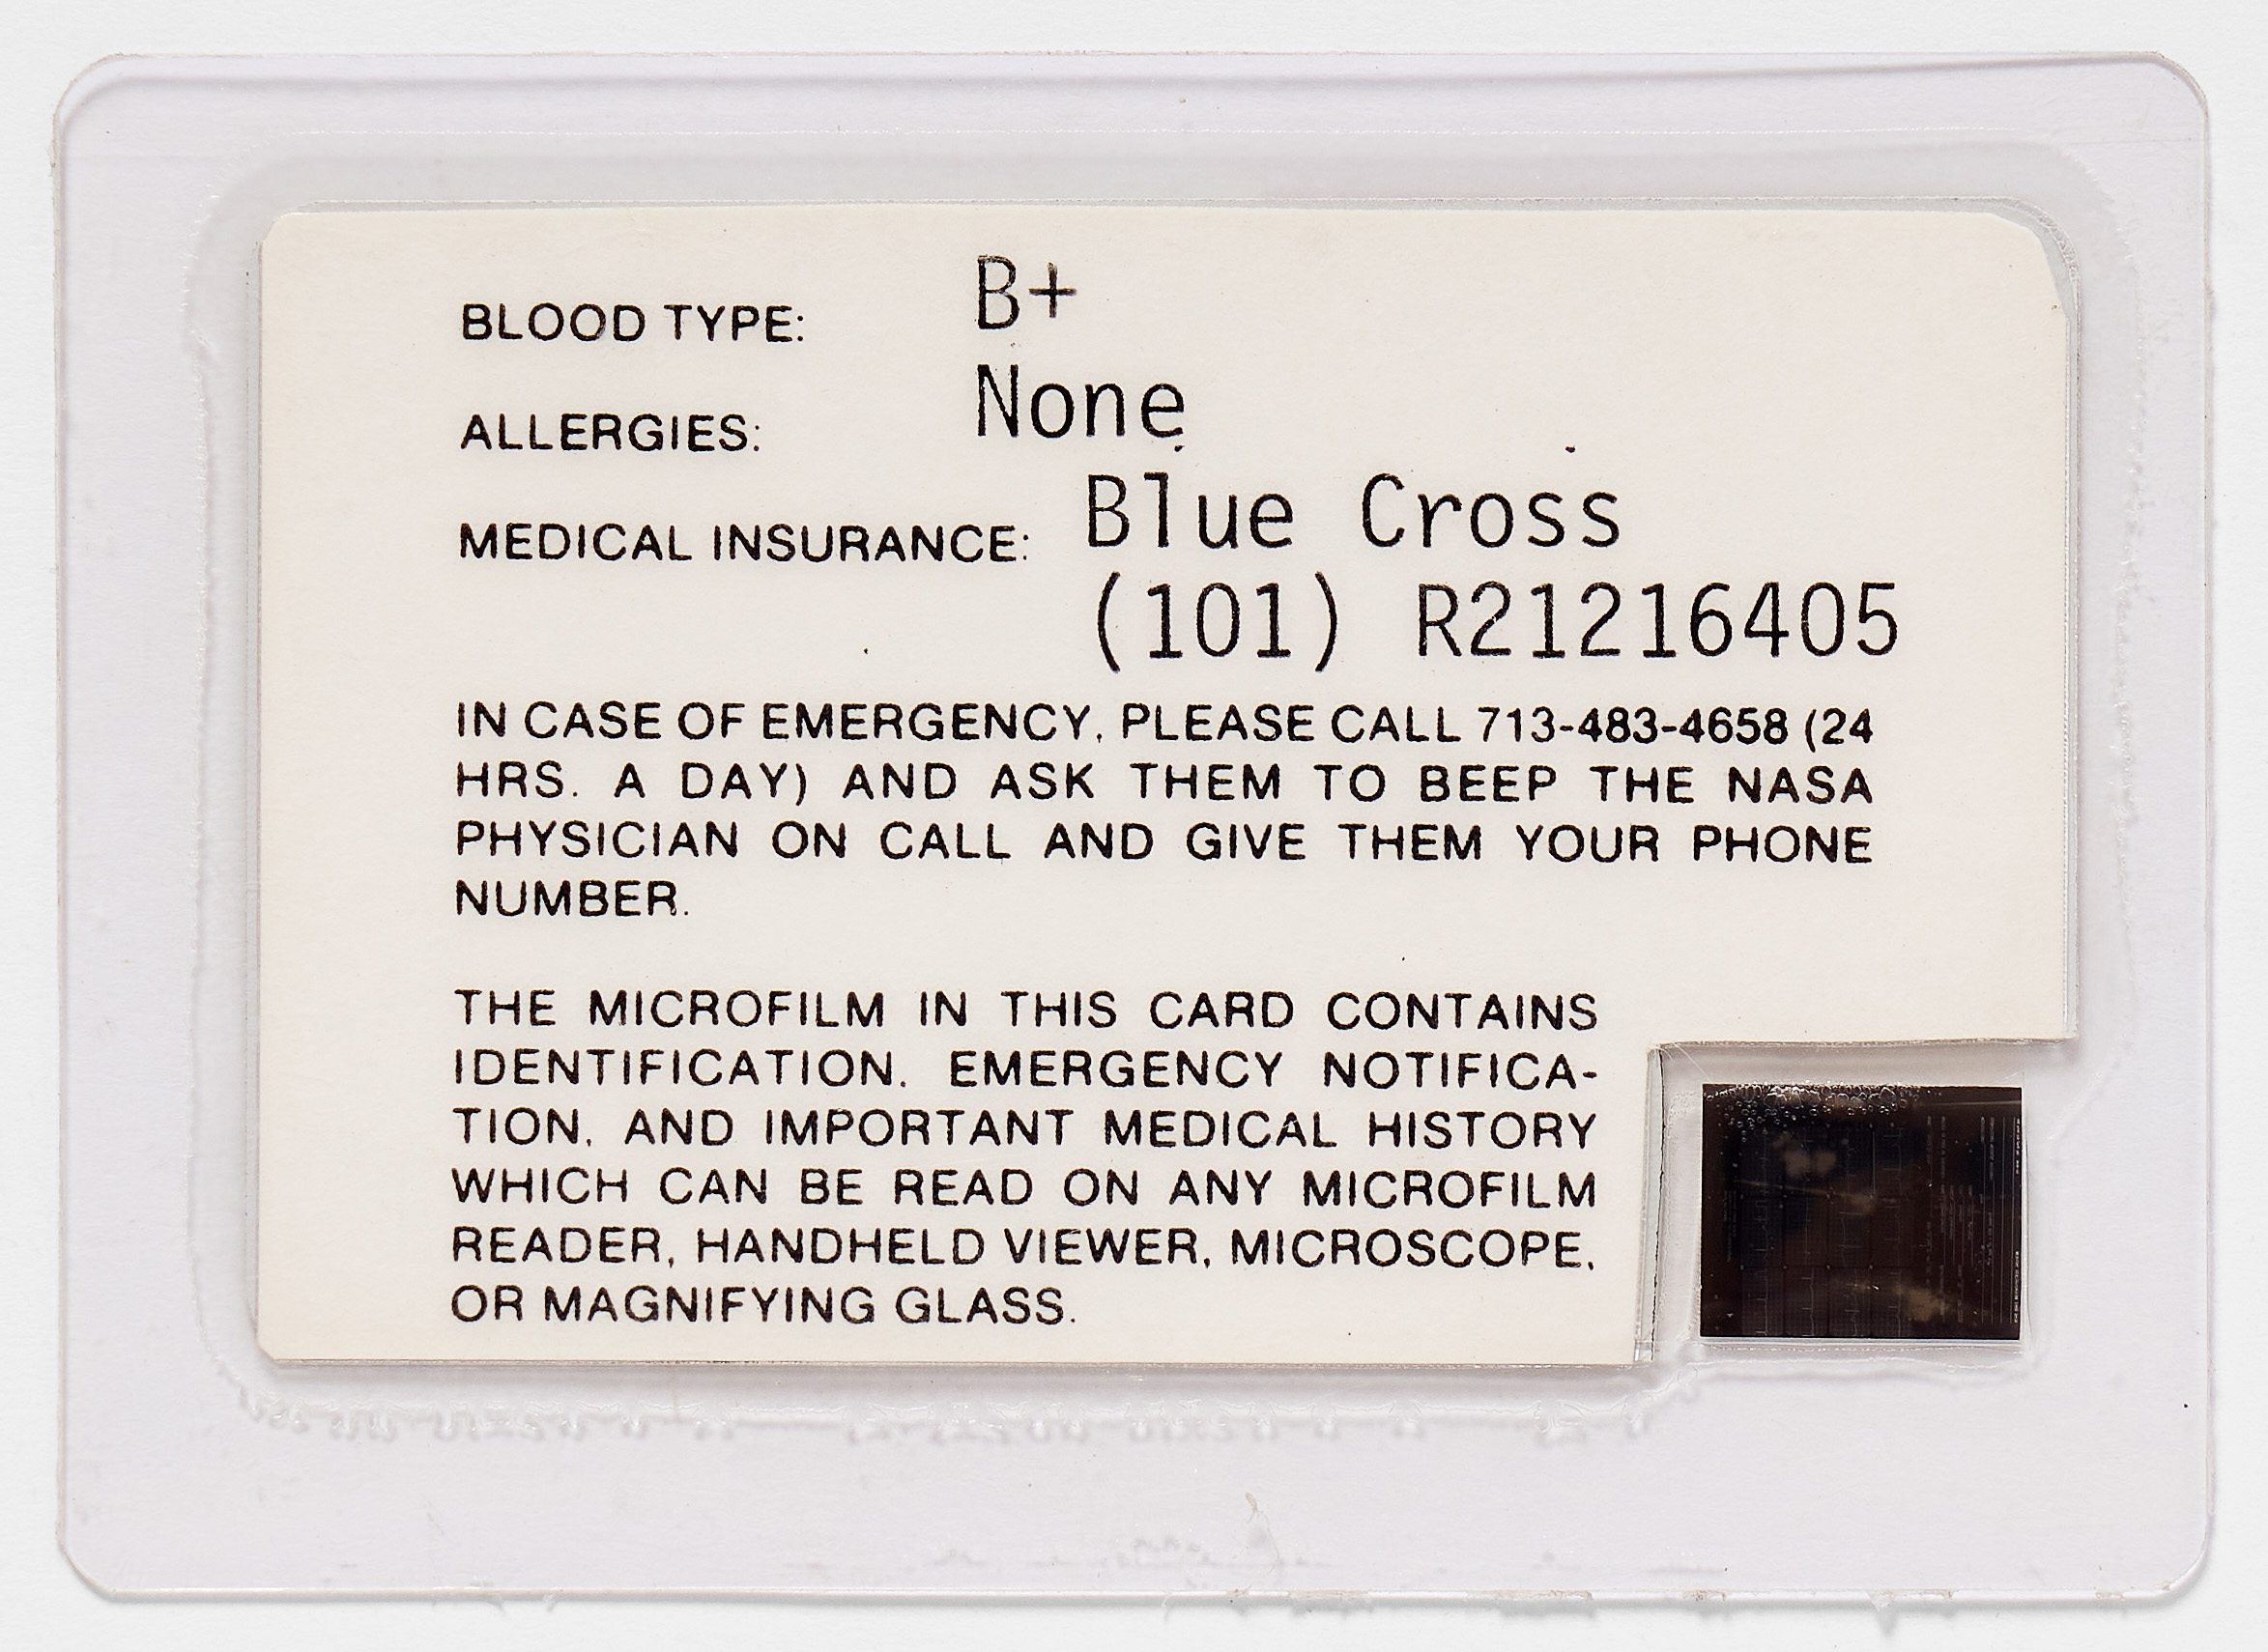 BLOOD TYPE: B+
ALLERGIES: None
MEDICAL INSURANCE: Blue Cross
(101) R21216405
IN CASE OF EMERGENCY, PLEASE CALL 713-483-4658 (24
HRS. A DAY) AND ASK THEM TO BEEP THE NASA
PHYSICIAN ON CALL AND GIVE THEM YOUR PHONE
NUMBER.
THE MICROFILM IN THIS CARD CONTAINS
IDENTIFICATION, EMERGENCY NOTIFICA-
TION, AND IMPORTANT MEDICAL HISTORY
WHICH CAN BE READ ON ANY MICROFILM
READER, HANDHELD VIEWER, MICROSCOPE,
OR MAGNIFYING GLASS.